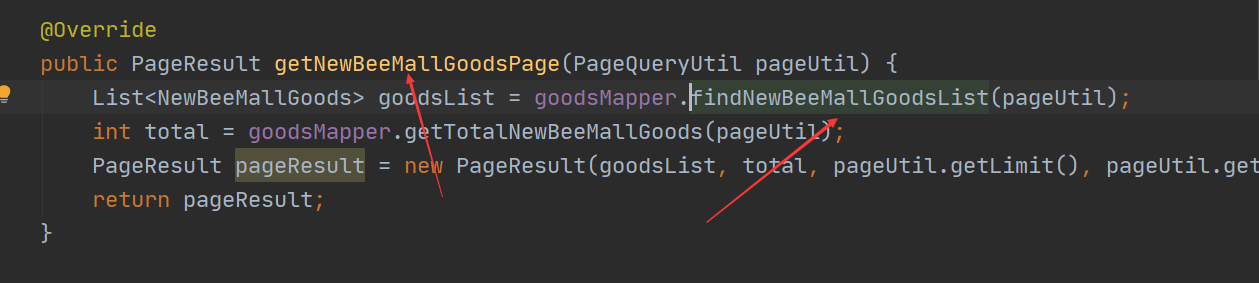 @Override
public PageResult getNewBeeMallGoodsPage(PageQueryUtil pageUtil) {
List<NewBeeMallGoods> goodsList = goodsMapper.findNewBeeMallGoodsList(pageUtil);
int total = goodsMapper.getTotalNewBeeMallGoods(pageUtil);
PageResult pageResult = new PageResult(goodsList, total, pageUtil.getLimit(), pageUtil.get
return pageResult;
}